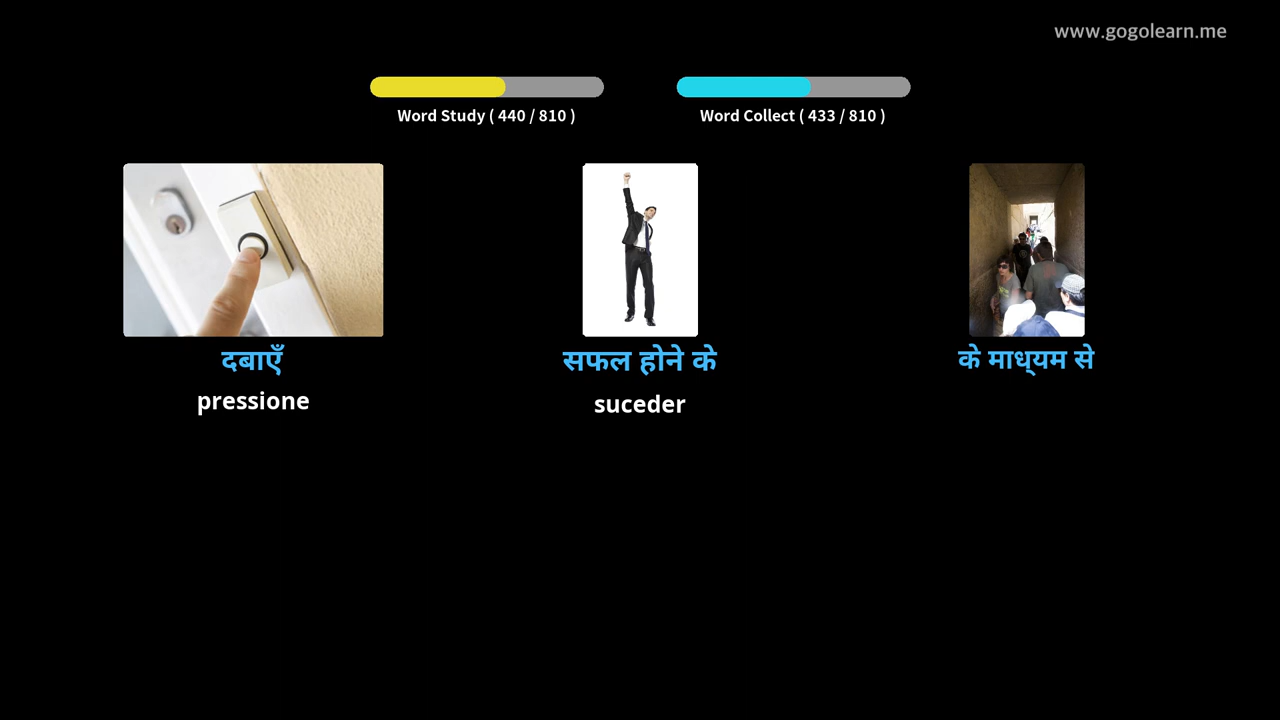 www.gogolearn.me
Word Study ( 440 / 810 )
Word Collect ( 433 / 810 )
दबाएँ
सफल होने के
के माध्यम से
pressione
suceder